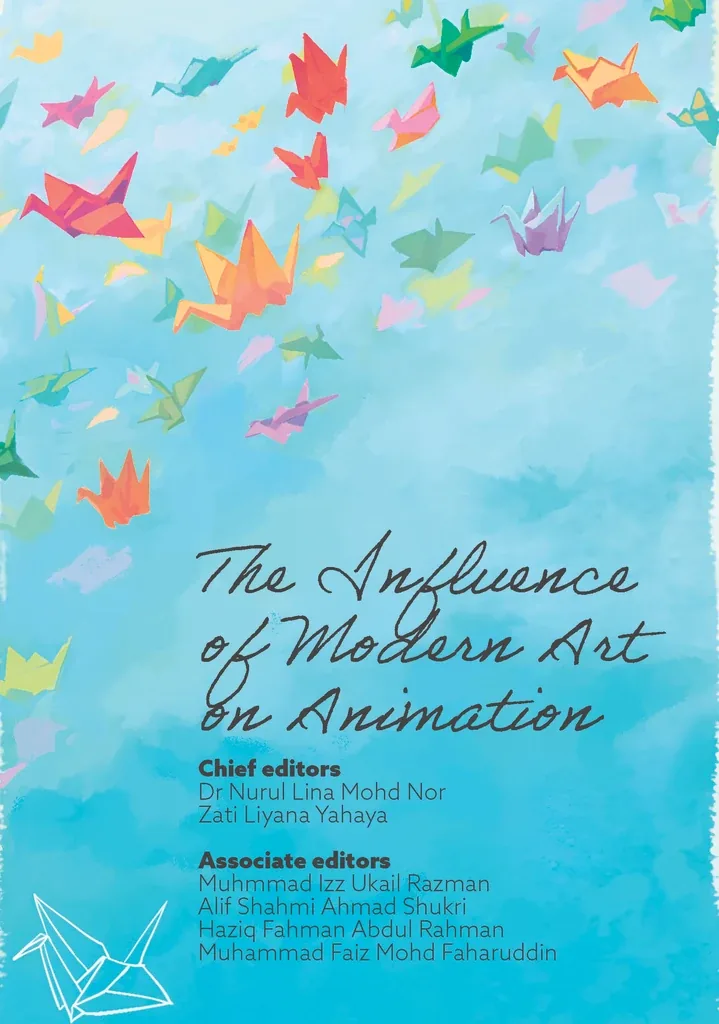 The Influence
of Modern Art
on Animation
Chief editors
Dr Nurul Lina Mohd Nor
Zati Liyana Yahaya
Associate editors
Muhmmad Izz Ukail Razman
Alif Shahmi Ahmad Shukri
Haziq Fahman Abdul Rahman
Muhammad Faiz Mohd Faharuddin